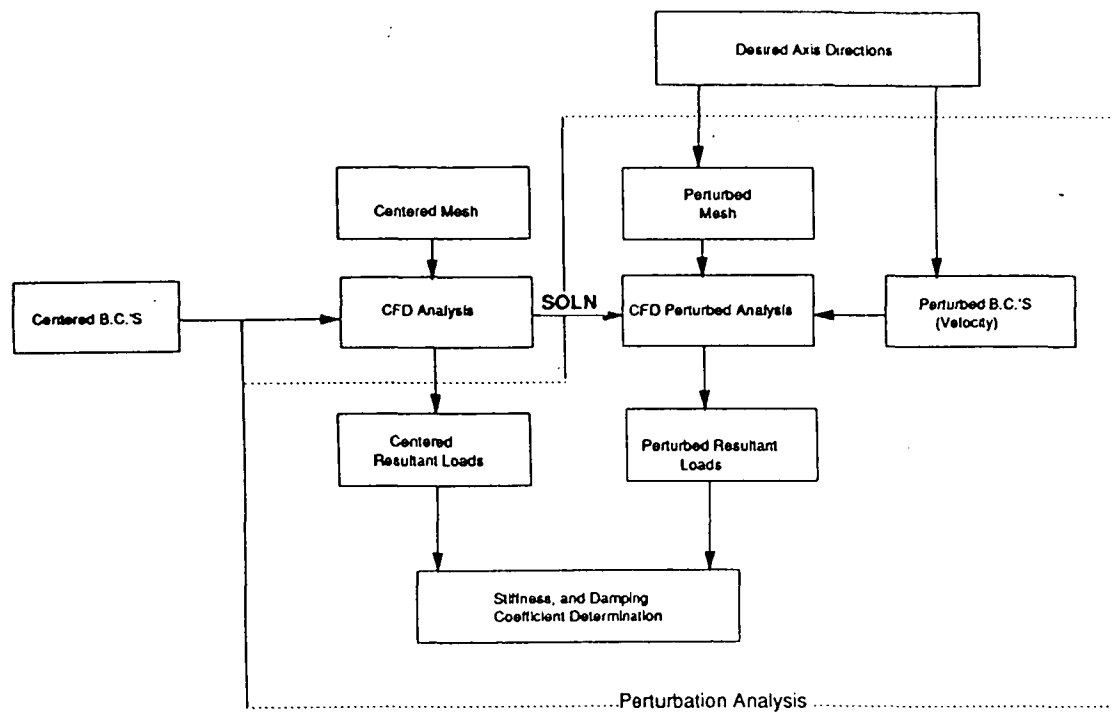 Desired Axis Directions
Centered Mesh
Perturbed
Mesh
Centered B.C.'S
CFD Analysis
SOLN
CFD Perturbed Analysis
Perturbed B.C.'S
(Velocity)
Centered
Resultant Loads
Perturbed Resultant
Loads
Stiffness, and Damping
Coefficient Determination
Perturbation Analysis